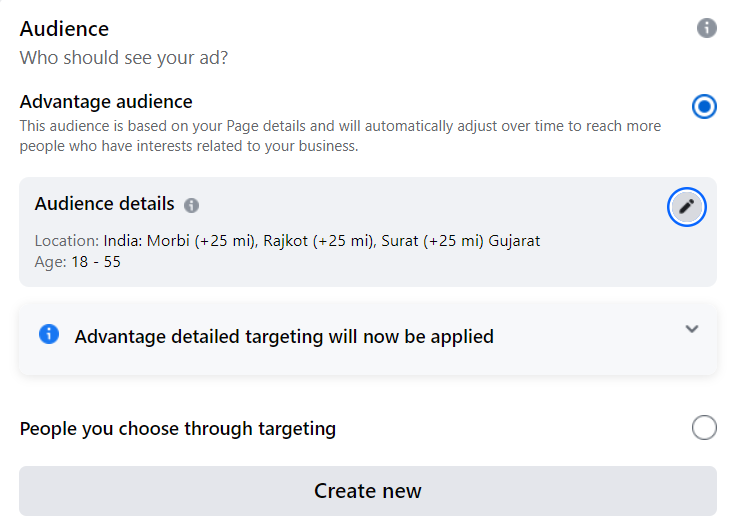 Audience
Who should see your ad?
Advantage audience
This audience is based on your Page details and will automatically adjust over time to reach more
people who have interests related to your business.
Audience details
Location: India: Morbi (+25 mi), Rajkot (+25 mi), Surat (+25 mi) Gujarat
Age: 18 - 55
Advantage detailed targeting will now be applied
People you choose through targeting
Create new